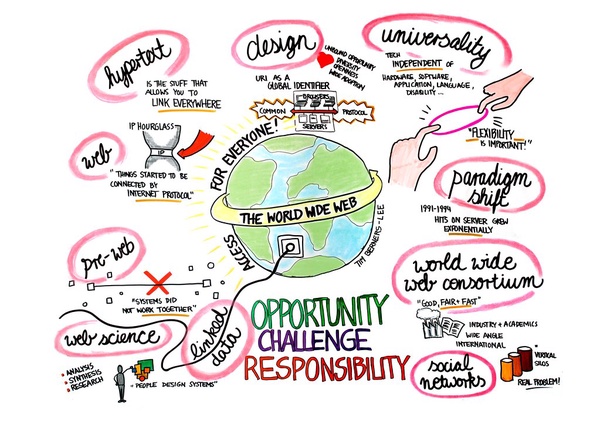 hypertext
IS THE STUFF THAT
ALLOWS YOU TO
LINK EVERYWHERE
design
UNBOUND OPPORTUNITY
DIVERSITY
OPENNESS
WIDE ADOPTION
URI AS A
GLOBAL IDENTIFIER
BROWSERS
COMMON
PROTOCOL
SERVERS
universality
TECH
INDEPENDENT OF
HARDWARE, SOFTWARE,
APPLICATION, LANGUAGE,
DISABILITY...
"FLEXIBILITY
IS IMPORTANT!"
web
IP HOURGLASS
IP
"THINGS STARTED TO BE
CONNECTED BY
INTERNET PROTOCOL"
ACCESS
FOR EVERYONE!
THE WORLD WIDE WEB
TIM BERNERS-LEE
paradigm
shift
1991-1994
HITS ON SERVER GREW
EXPONENTIALLY
pre-web
"SYSTEMS DID
NOT WORK TOGETHER"
world wide
web consortium
"GOOD, FAIR + FAST"
INDUSTRY + ACADEMICS
WIDE ANGLE
INTERNATIONAL
web science
• ANALYSIS
• SYNTHESIS
• RESEARCH
"PEOPLE DESIGN SYSTEMS"
linked
data
OPPORTUNITY
CHALLENGE
RESPONSIBILITY
social
networks
VERTICAL
SILOS
REAL PROBLEM!